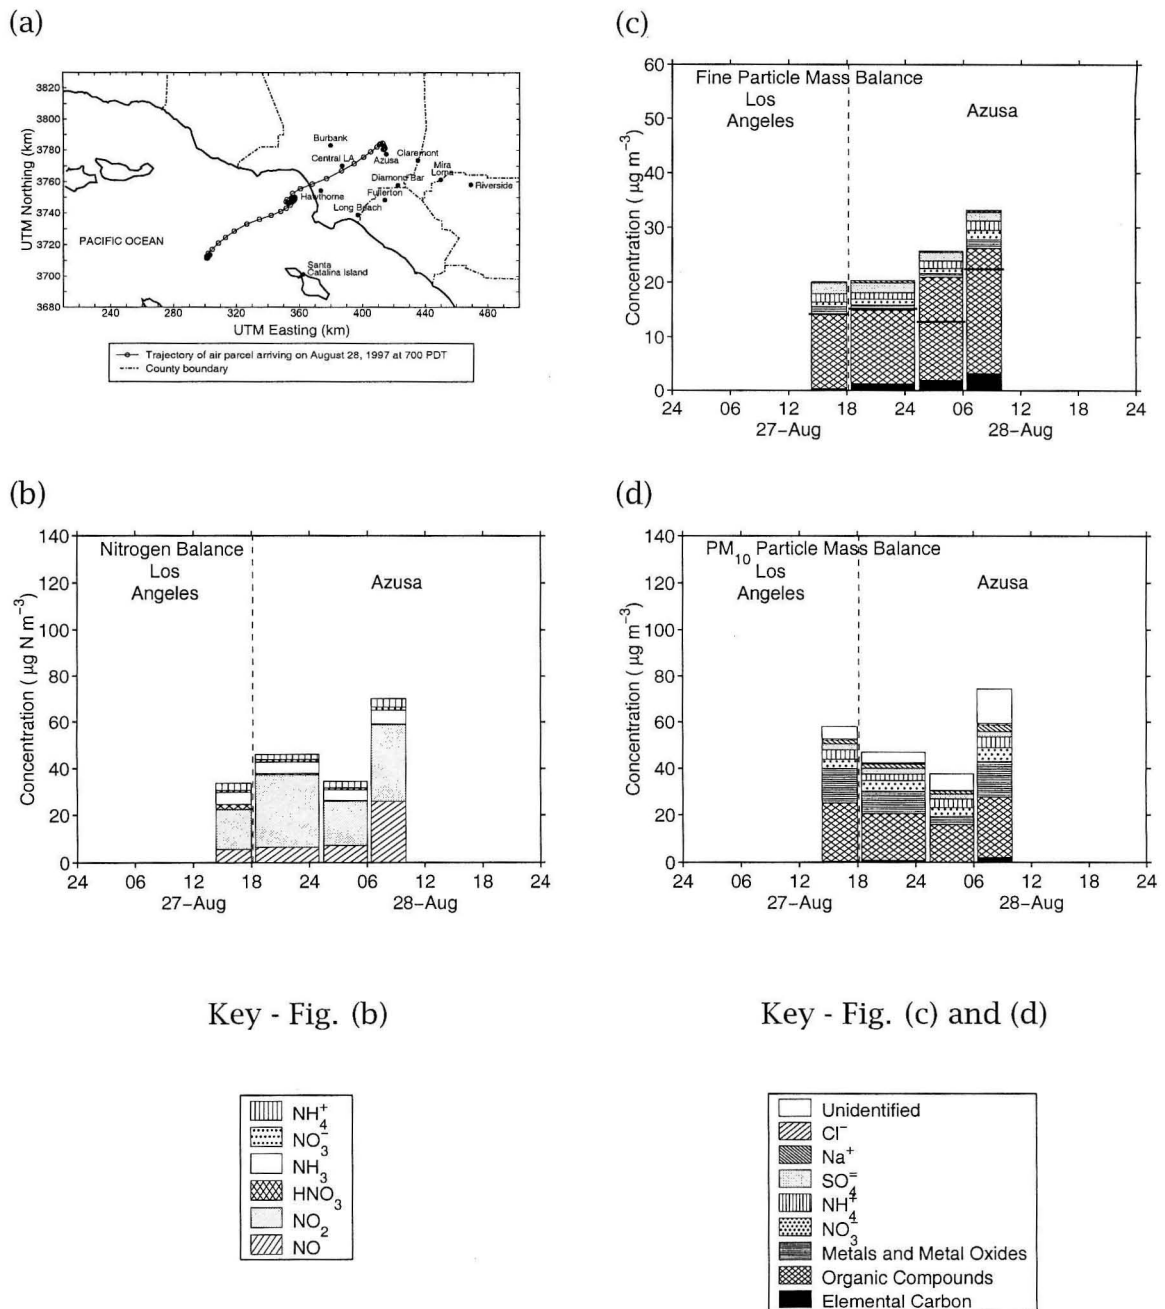 (a)
3820
3800
3780
3760
3740
3720
3700
3680
UTM Northing (km)
Burbank
Central LA
Azusa
Claremont
Mira
Loma
Diamond Bar
Riverside
Fullerton
Hawthorne
Long Beach
PACIFIC OCEAN
Santa
Catalina Island
240 300 360 400 440 480
UTM Easting (km)
Trajectory of air parcel arriving on August 28, 1997 at 700 PDT
County boundary
(c)
60
50
40
30
20
10
0
Concentration ( µg m⁻³)
Fine Particle Mass Balance
Los
Angeles
Azusa
24 06 12 18 24 06 12 18 24
27-Aug 28-Aug
(b)
140
120
100
80
60
40
20
0
Concentration ( µg N m⁻³)
Nitrogen Balance
Los
Angeles
Azusa
24 06 12 18 24 06 12 18 24
27-Aug 28-Aug
(d)
140
120
100
80
60
40
20
0
Concentration ( µg m⁻³)
PM₁₀ Particle Mass Balance
Los
Angeles
Azusa
24 06 12 18 24 06 12 18 24
27-Aug 28-Aug
Key - Fig. (b)
NH₄⁺
NO₃⁻
NH₃
HNO₃
NO₂
NO
Key - Fig. (c) and (d)
Unidentified
Cl⁻
Na⁺
SO₄⁼
NH₄⁺
NO₃⁻
Metals and Metal Oxides
Organic Compounds
Elemental Carbon